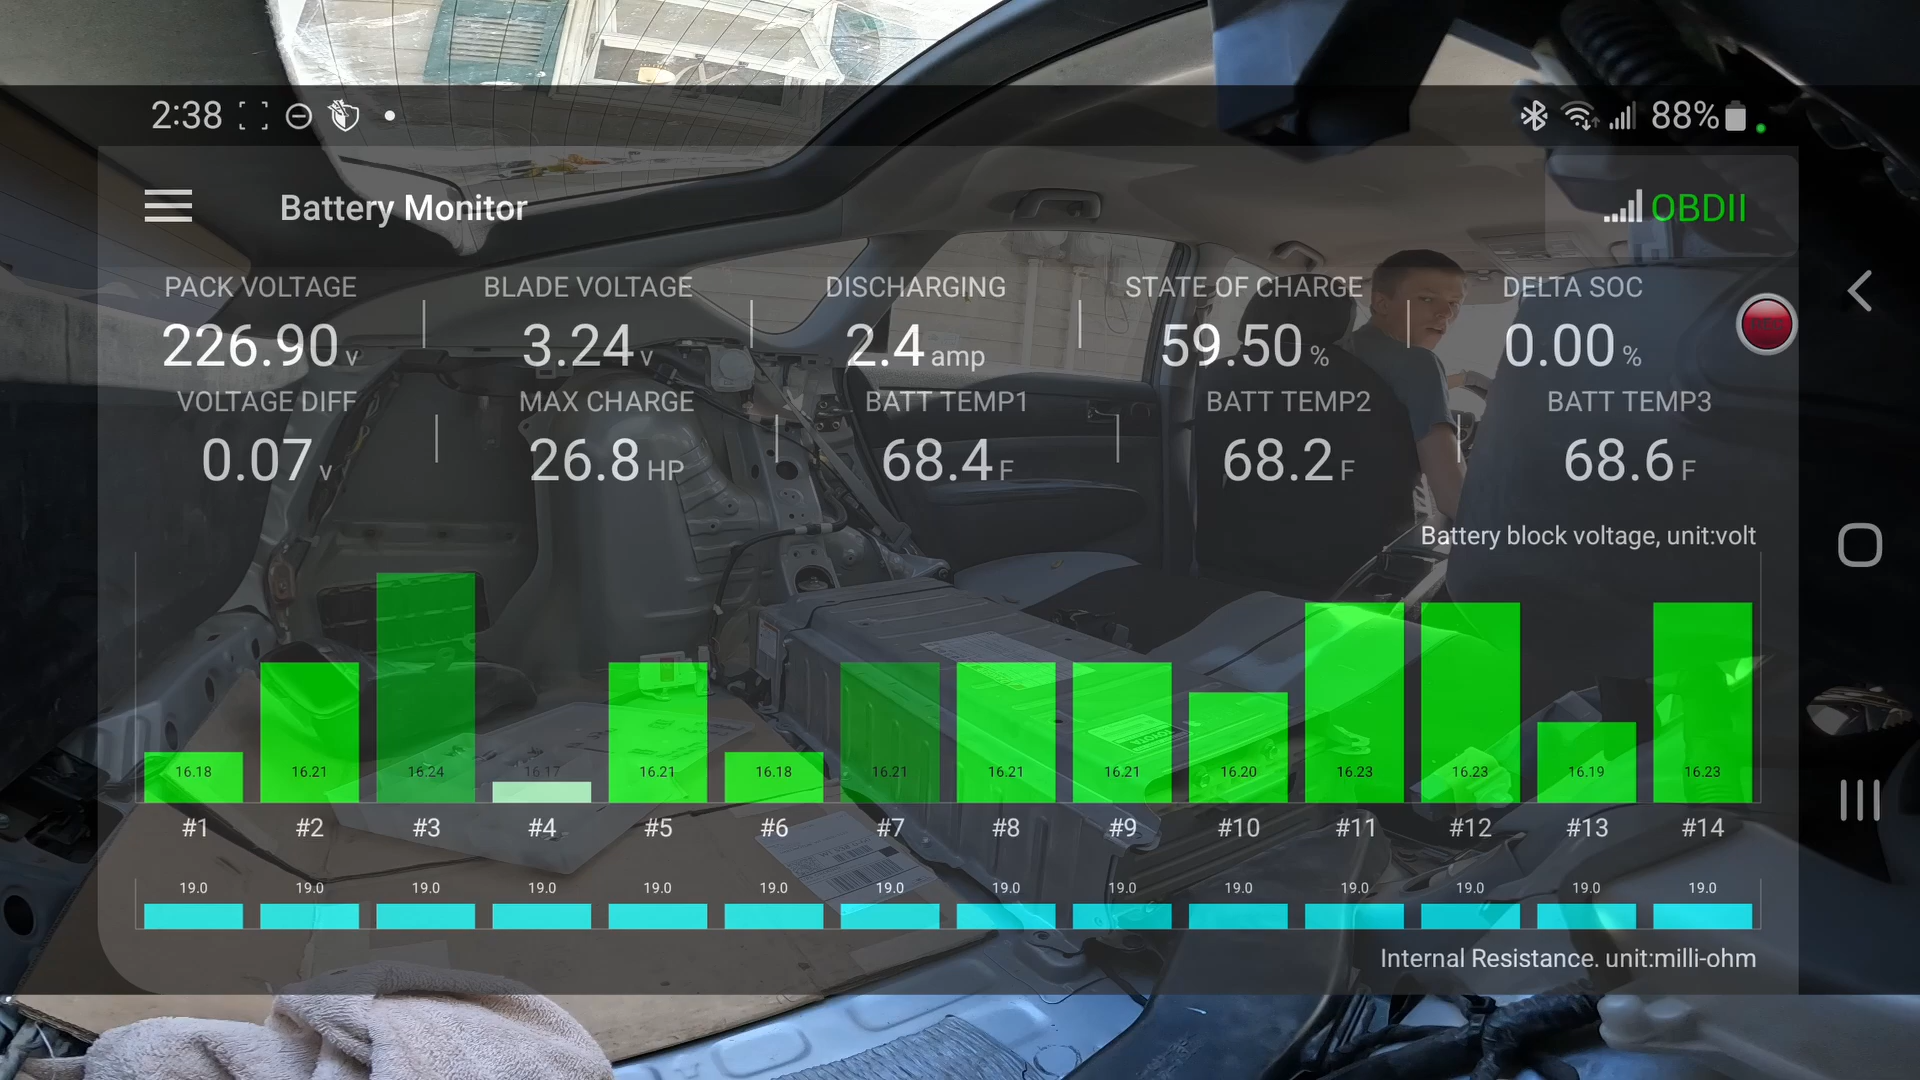 2:38 88%
Battery Monitor OBDII
PACK VOLTAGE BLADE VOLTAGE DISCHARGING STATE OF CHARGE DELTA SOC
226.90 v 3.24 v 2.4 amp 59.50 % 0.00 %
REC
VOLTAGE DIFF MAX CHARGE BATT TEMP1 BATT TEMP2 BATT TEMP3
0.07 v 26.8 HP 68.4 F 68.2 F 68.6 F
Battery block voltage, unit:volt
16.18 16.21 16.24 16.17 16.21 16.18 16.21 16.21 16.21 16.20 16.23 16.23 16.19 16.23
#1 #2 #3 #4 #5 #6 #7 #8 #9 #10 #11 #12 #13 #14
19.0 19.0 19.0 19.0 19.0 19.0 19.0 19.0 19.0 19.0 19.0 19.0 19.0 19.0
Internal Resistance. unit:milli-ohm
TOYOTA